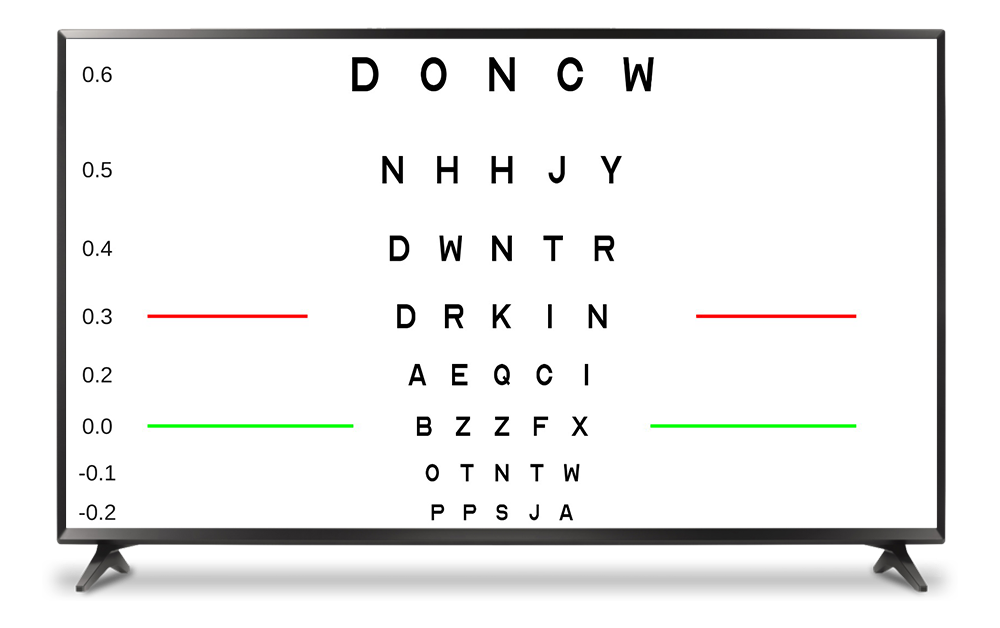 0.6 D O N C W
0.5 N H H J Y
0.4 D W N T R
0.3 D R K I N
0.2 A E Q C I
0.0 B Z Z F X
-0.1 O T N T W
-0.2 P P S J A